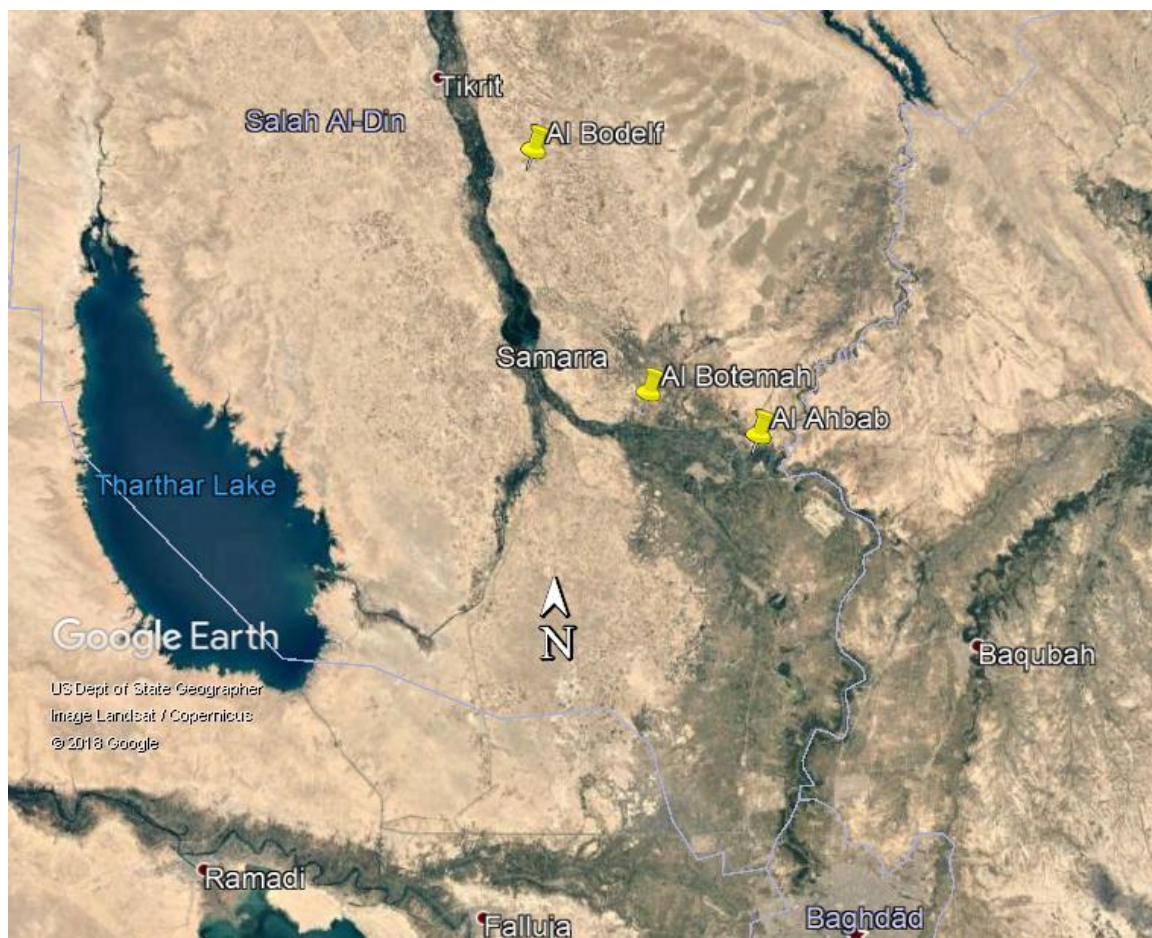 Tikrit
Salah Al-Din
Al Bodelf
Samarra
Al Botemah
Al Ahbab
Tharthar Lake
N
Google Earth
Baqubah
US Dept of State Geographer
Image Landsat / Copernicus
© 2018 Google
Ramadi
Falluja
Baghdād